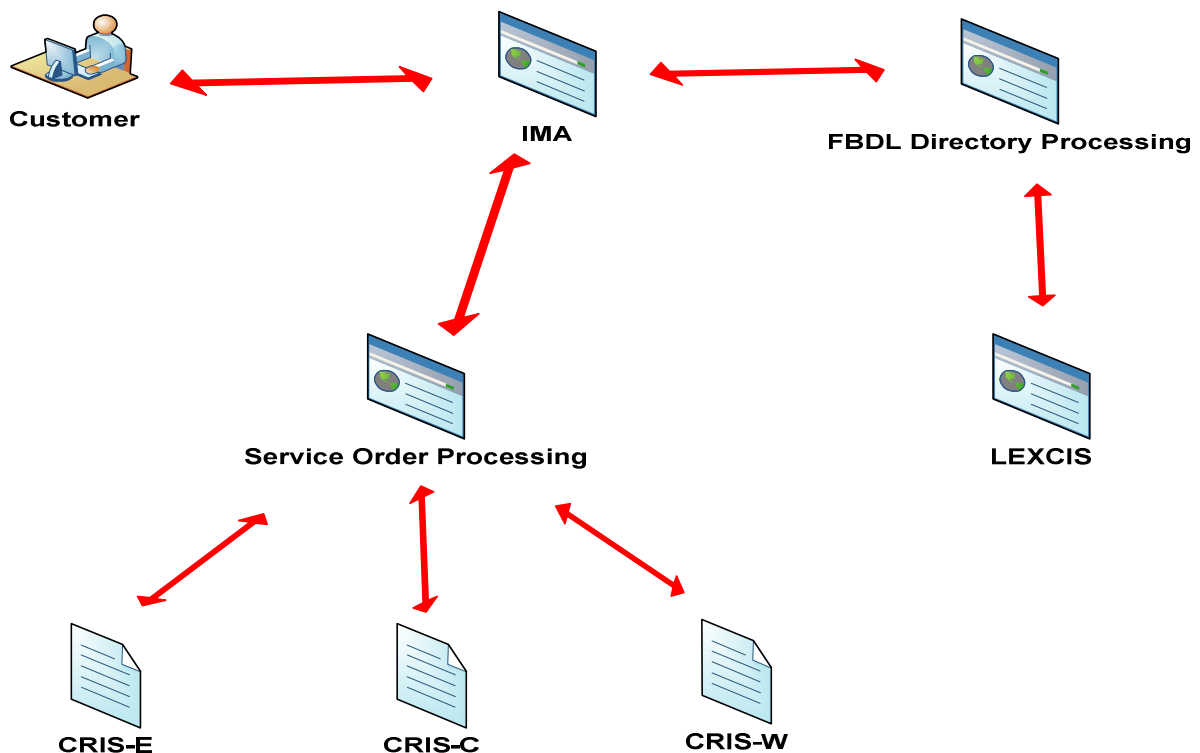 Customer
IMA
FBDL Directory Processing
Service Order Processing
LEXCIS
CRIS-E
CRIS-C
CRIS-W